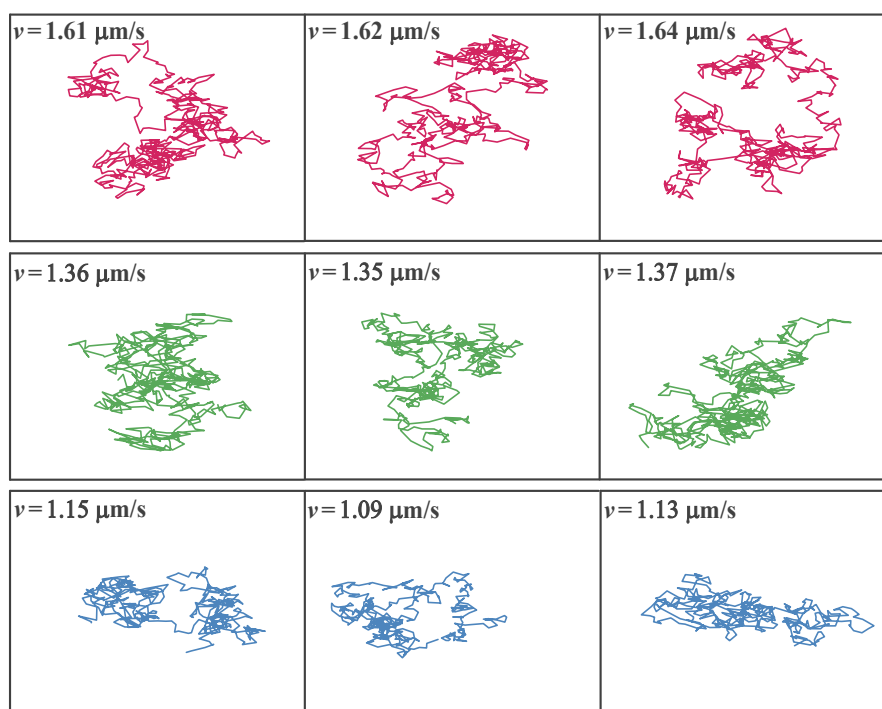 v = 1.61 μm/s
v = 1.62 μm/s
v = 1.64 μm/s
v = 1.36 μm/s
v = 1.35 μm/s
v = 1.37 μm/s
v = 1.15 μm/s
v = 1.09 μm/s
v = 1.13 μm/s